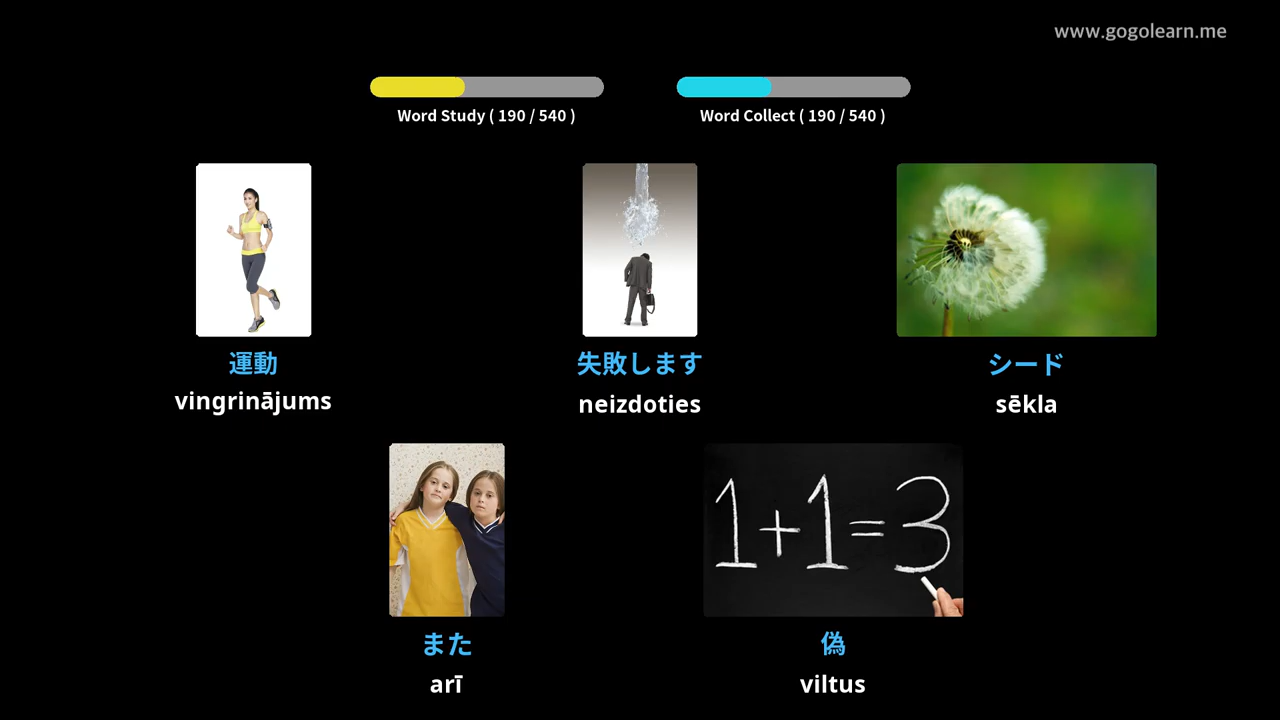 www.gogolearn.me
Word Study ( 190 / 540 )
Word Collect ( 190 / 540 )
運動
vingrinājums
失敗します
neizdoties
シード
sēkla
1+1=3
また
arī
偽
viltus